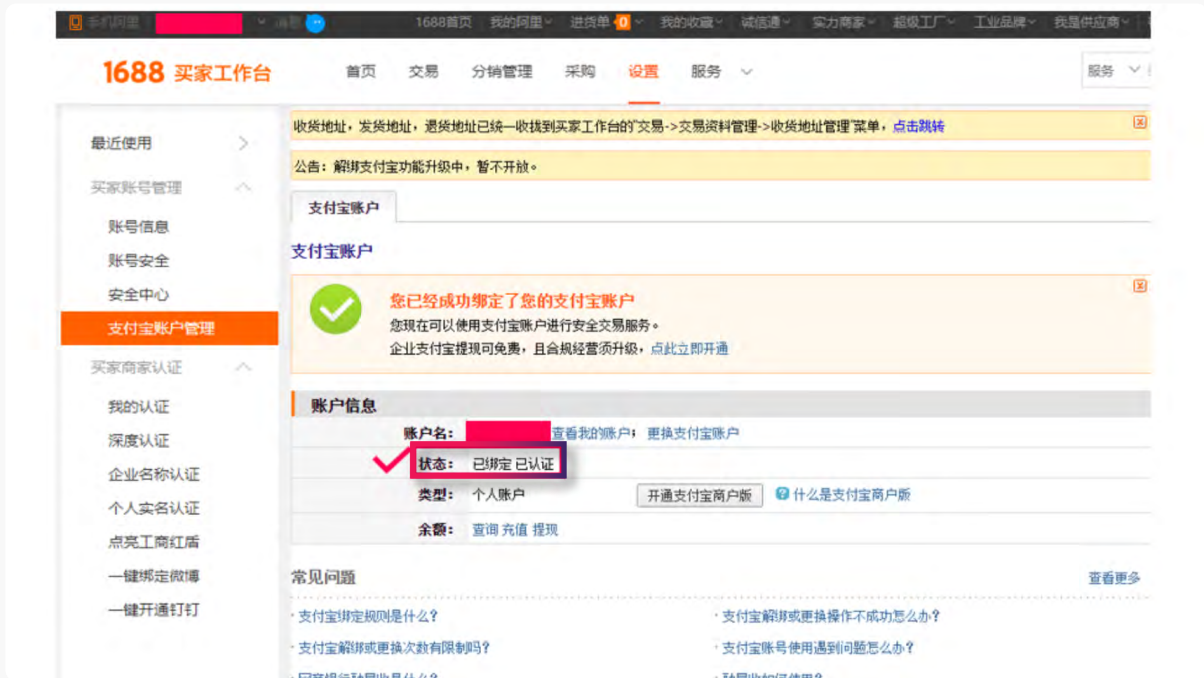 手机阿里 消息 1688首页 我的阿里 进货单 0 我的收藏 诚信通 实力商家 超级工厂 工业品牌 我是供应商
1688 买家工作台 首页 交易 分销管理 采购 设置 服务 服务
最近使用
买家账号管理
账号信息
账号安全
安全中心
支付宝账户管理
买家商家认证
我的认证
深度认证
企业名称认证
个人实名认证
点亮工商红盾
一键绑定微博
一键开通钉钉
收货地址，发货地址，退货地址已统一收拢到买家工作台的"交易->交易资料管理->收货地址管理"菜单，点击跳转
公告：解绑支付宝功能升级中，暂不开放。
支付宝账户
支付宝账户
您已经成功绑定了您的支付宝账户
您现在可以使用支付宝账户进行安全交易服务。
企业支付宝提现可免费，且合规经营须升级，点此立即开通
账户信息
账户名： 查看我的账户； 更换支付宝账户
状态： 已绑定 已认证
类型： 个人账户 开通支付宝商户版 什么是支付宝商户版
余额： 查询 充值 提现
常见问题 查看更多
· 支付宝绑定规则是什么？ · 支付宝解绑或更换操作不成功怎么办？
· 支付宝解绑或更换次数有限制吗？ · 支付宝账号使用遇到问题怎么办？